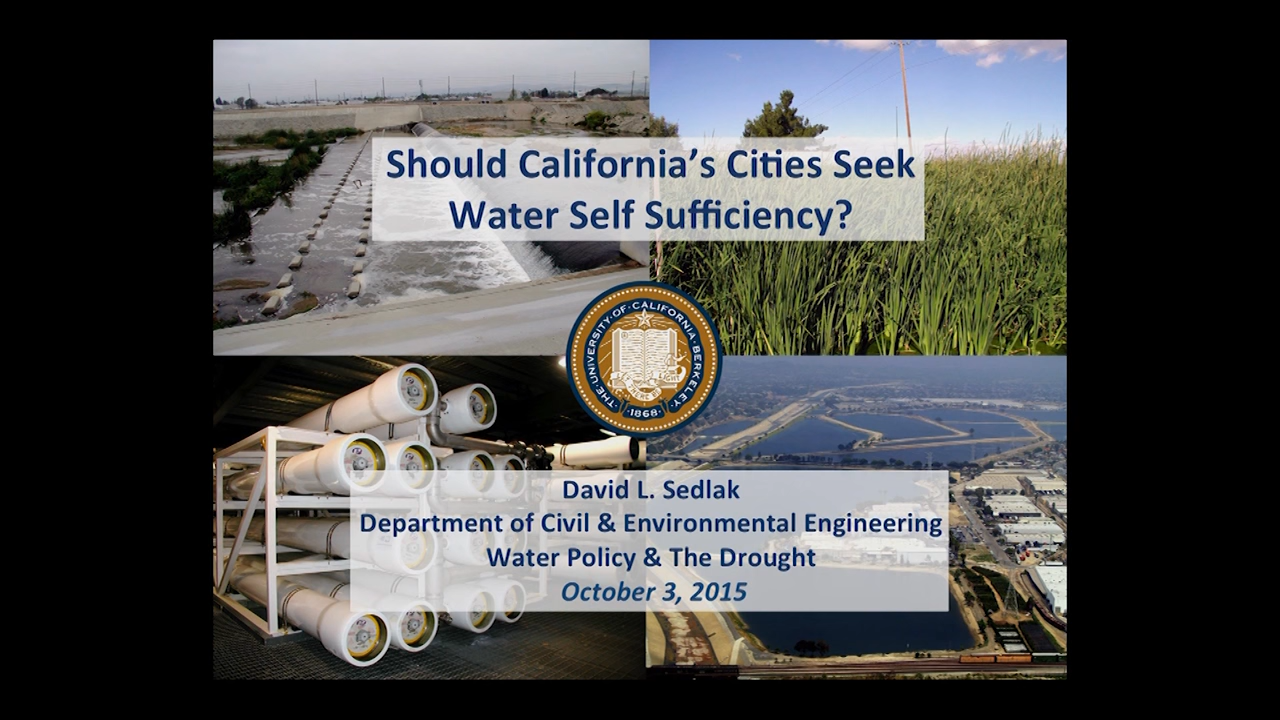 Should California's Cities Seek
Water Self Sufficiency?
THE·UNIVERSITY·OF·CALIFORNIA·BERKELEY·
·1868·
David L. Sedlak
Department of Civil & Environmental Engineering
Water Policy & The Drought
October 3, 2015